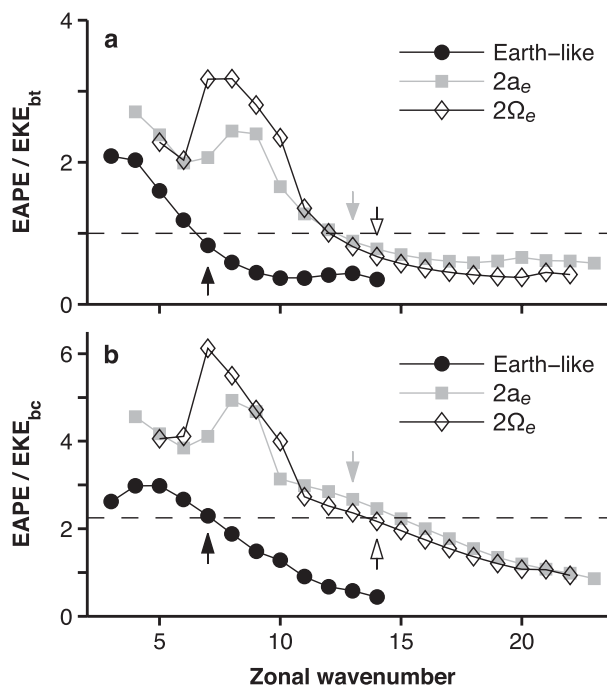 a
EAPE / EKEbt
4
2
0
Earth–like
2ae
2Ωe
b
EAPE / EKEbc
6
4
2
0
Earth–like
2ae
2Ωe
5 10 15 20
Zonal wavenumber